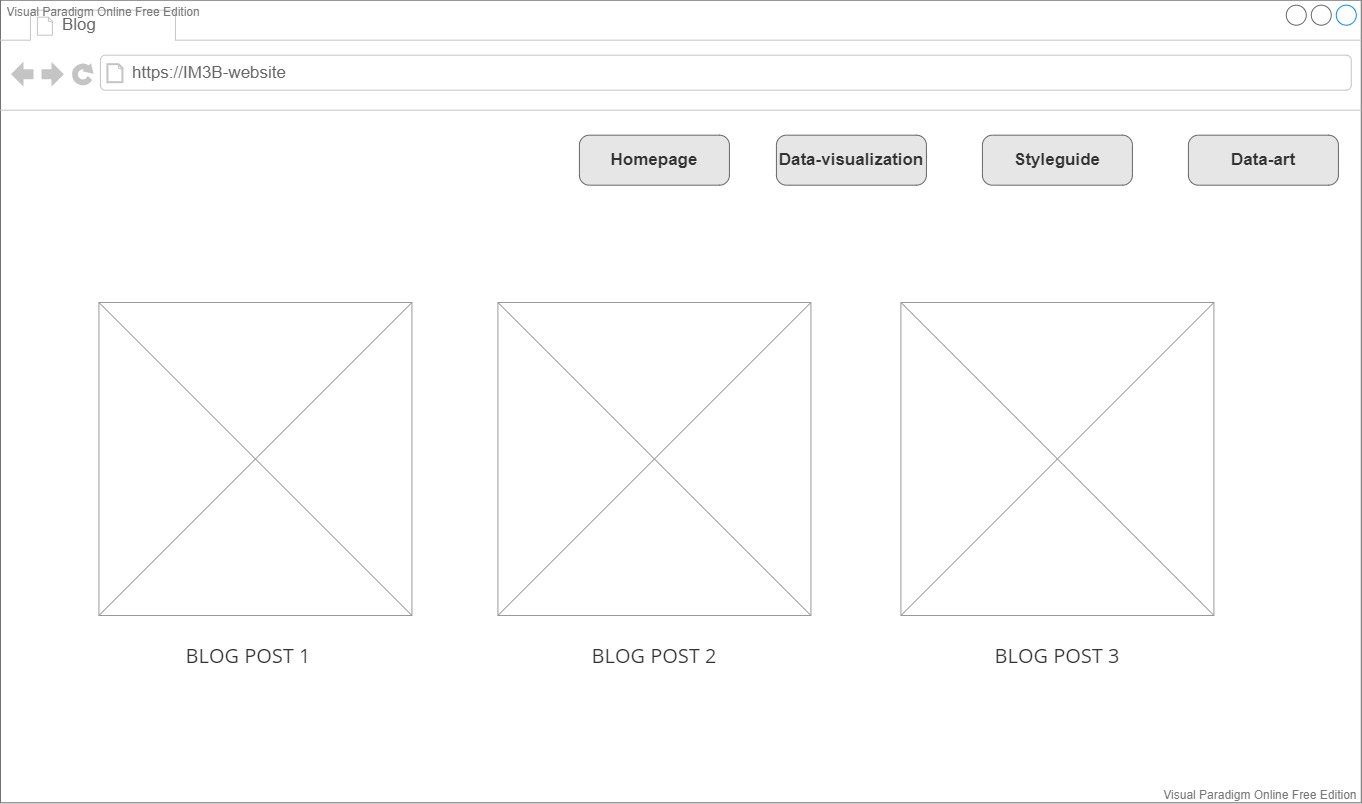 Visual Paradigm Online Free Edition
Blog
https://IM3B-website
Homepage
Data-visualization
Styleguide
Data-art
BLOG POST 1
BLOG POST 2
BLOG POST 3
Visual Paradigm Online Free Edition